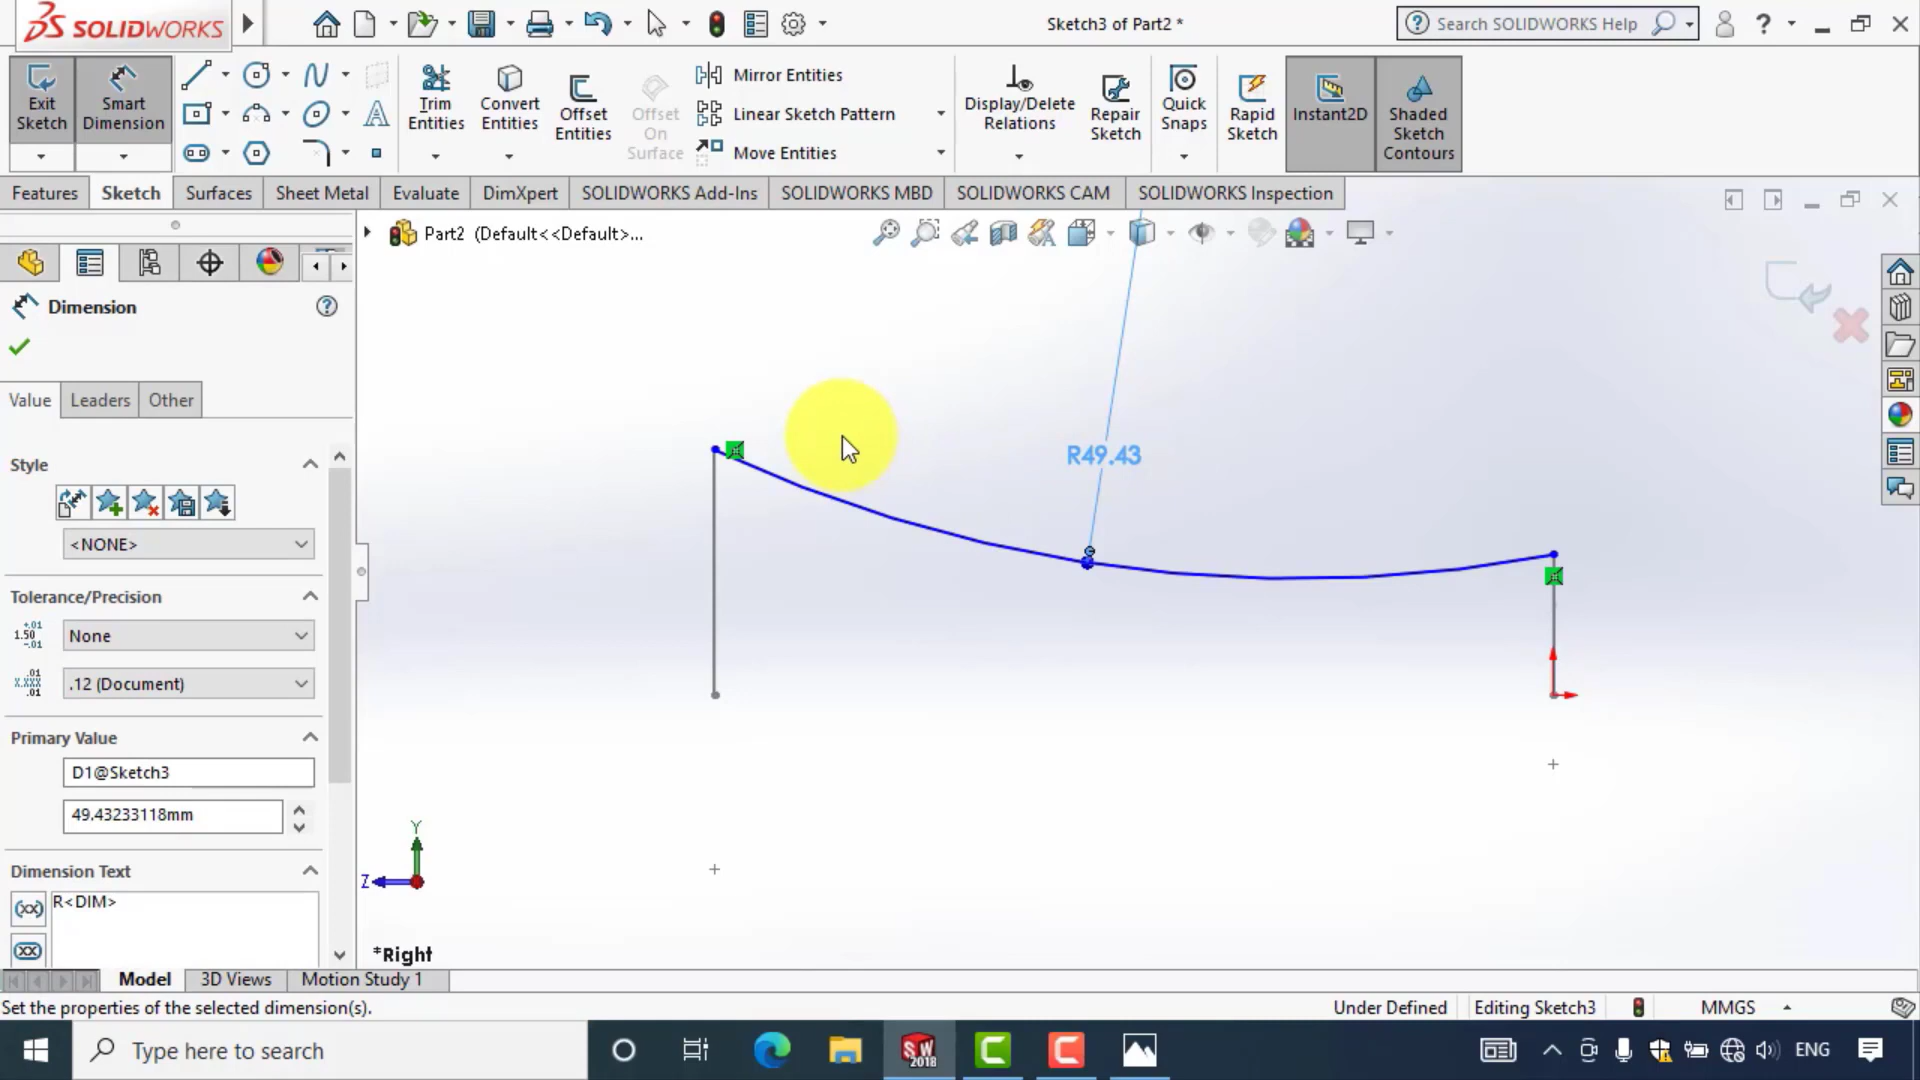 SOLIDWORKS
Sketch3 of Part2 *
Search SOLIDWORKS Help
Exit Sketch
Smart Dimension
Trim Entities
Convert Entities
Offset Entities
Offset On Surface
Mirror Entities
Linear Sketch Pattern
Move Entities
Display/Delete Relations
Repair Sketch
Quick Snaps
Rapid Sketch
Instant2D
Shaded Sketch Contours
Features
Sketch
Surfaces
Sheet Metal
Evaluate
DimXpert
SOLIDWORKS Add-Ins
SOLIDWORKS MBD
SOLIDWORKS CAM
SOLIDWORKS Inspection
Part2 (Default<<Default>...
Dimension
Value
Leaders
Other
Style
<NONE>
Tolerance/Precision
None
.12 (Document)
Primary Value
D1@Sketch3
49.43233118mm
Dimension Text
R<DIM>
R49.43
Y
Z
*Right
Model
3D Views
Motion Study 1
Set the properties of the selected dimension(s).
Under Defined
Editing Sketch3
MMGS
Type here to search
SW
2018
ENG